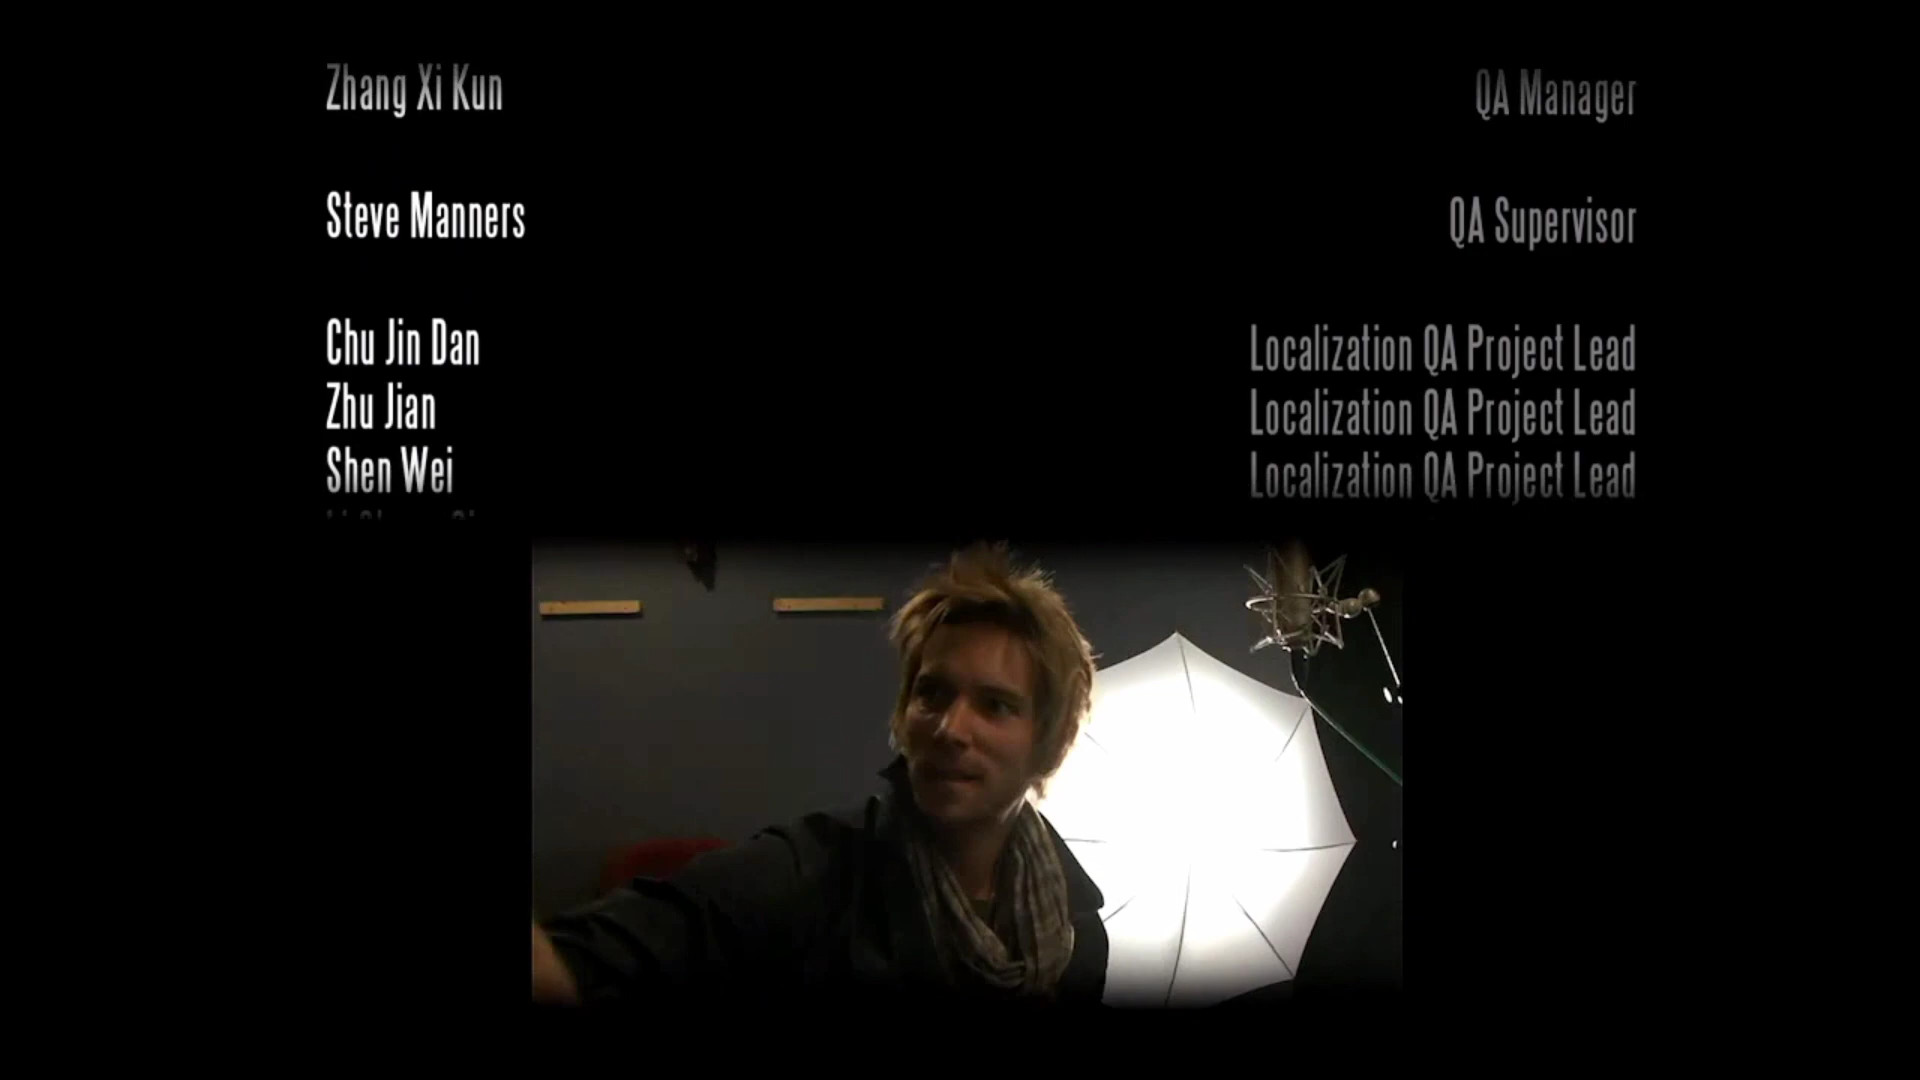 Zhang Xi Kun QA Manager
Steve Manners QA Supervisor
Chu Jin Dan Localization QA Project Lead
Zhu Jian Localization QA Project Lead
Shen Wei Localization QA Project Lead